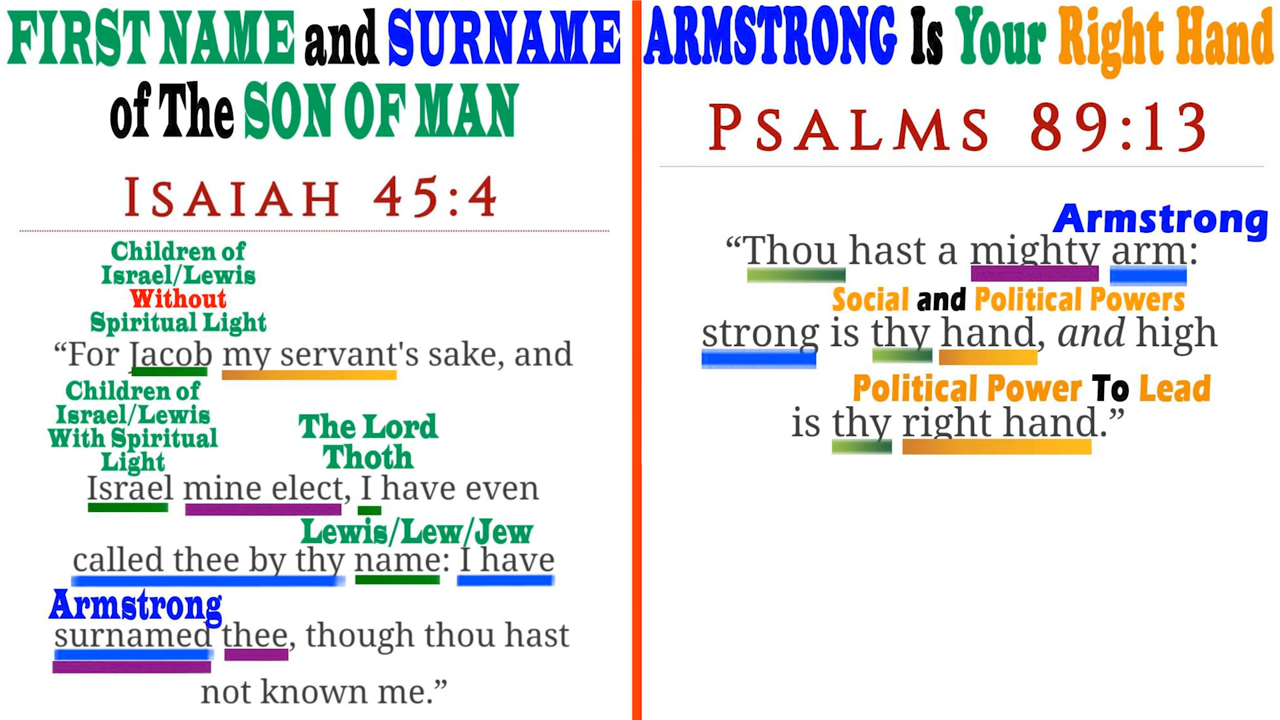 FIRST NAME and SURNAME
of The SON OF MAN
ISAIAH 45:4
Children of
Israel/Lewis
Without
Spiritual Light
“For Jacob my servant's sake, and
Children of
Israel/Lewis
With Spiritual
Light
The Lord
Thoth
Israel mine elect, I have even
Lewis/Lew/Jew
called thee by thy name: I have
Armstrong
surnamed thee, though thou hast
not known me.”
ARMSTRONG Is Your Right Hand
PSALMS 89:13
Armstrong
“Thou hast a mighty arm:
Social and Political Powers
strong is thy hand, and high
Political Power To Lead
is thy right hand.”